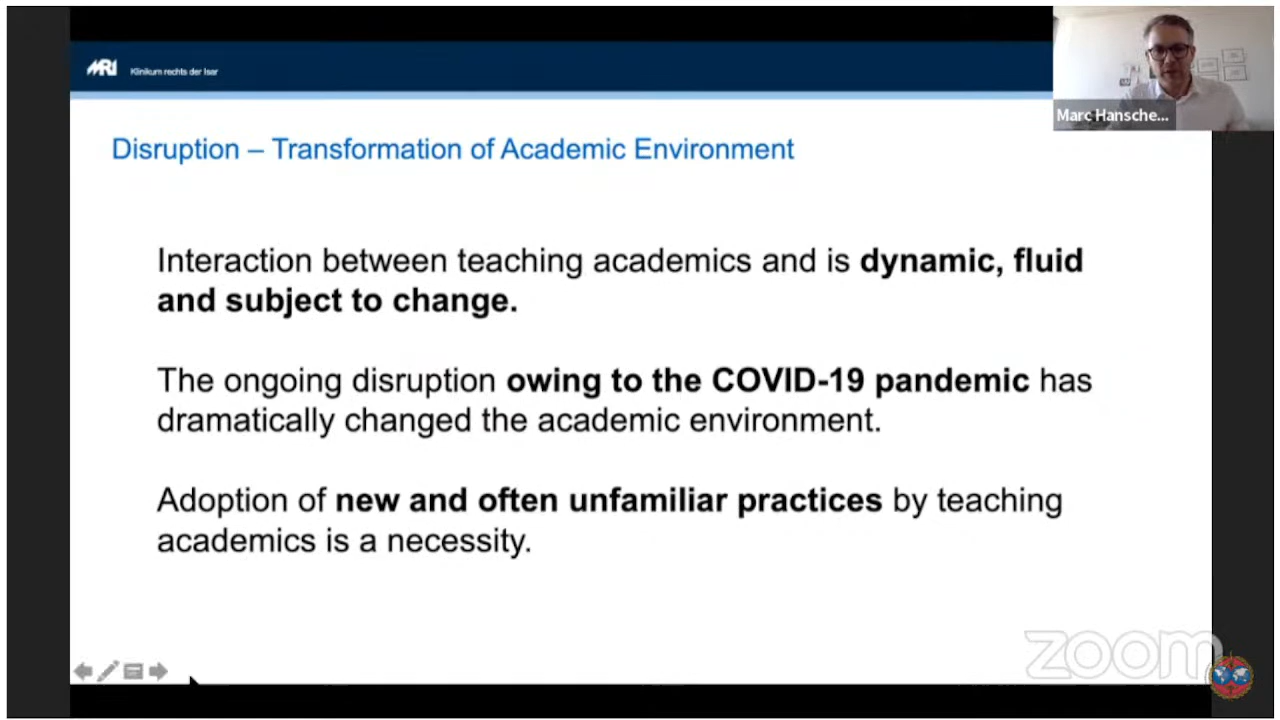 MRI Klinikum rechts der Isar
Marc Hansche...
Disruption – Transformation of Academic Environment
Interaction between teaching academics and is dynamic, fluid
and subject to change.
The ongoing disruption owing to the COVID-19 pandemic has
dramatically changed the academic environment.
Adoption of new and often unfamiliar practices by teaching
academics is a necessity.
zoom